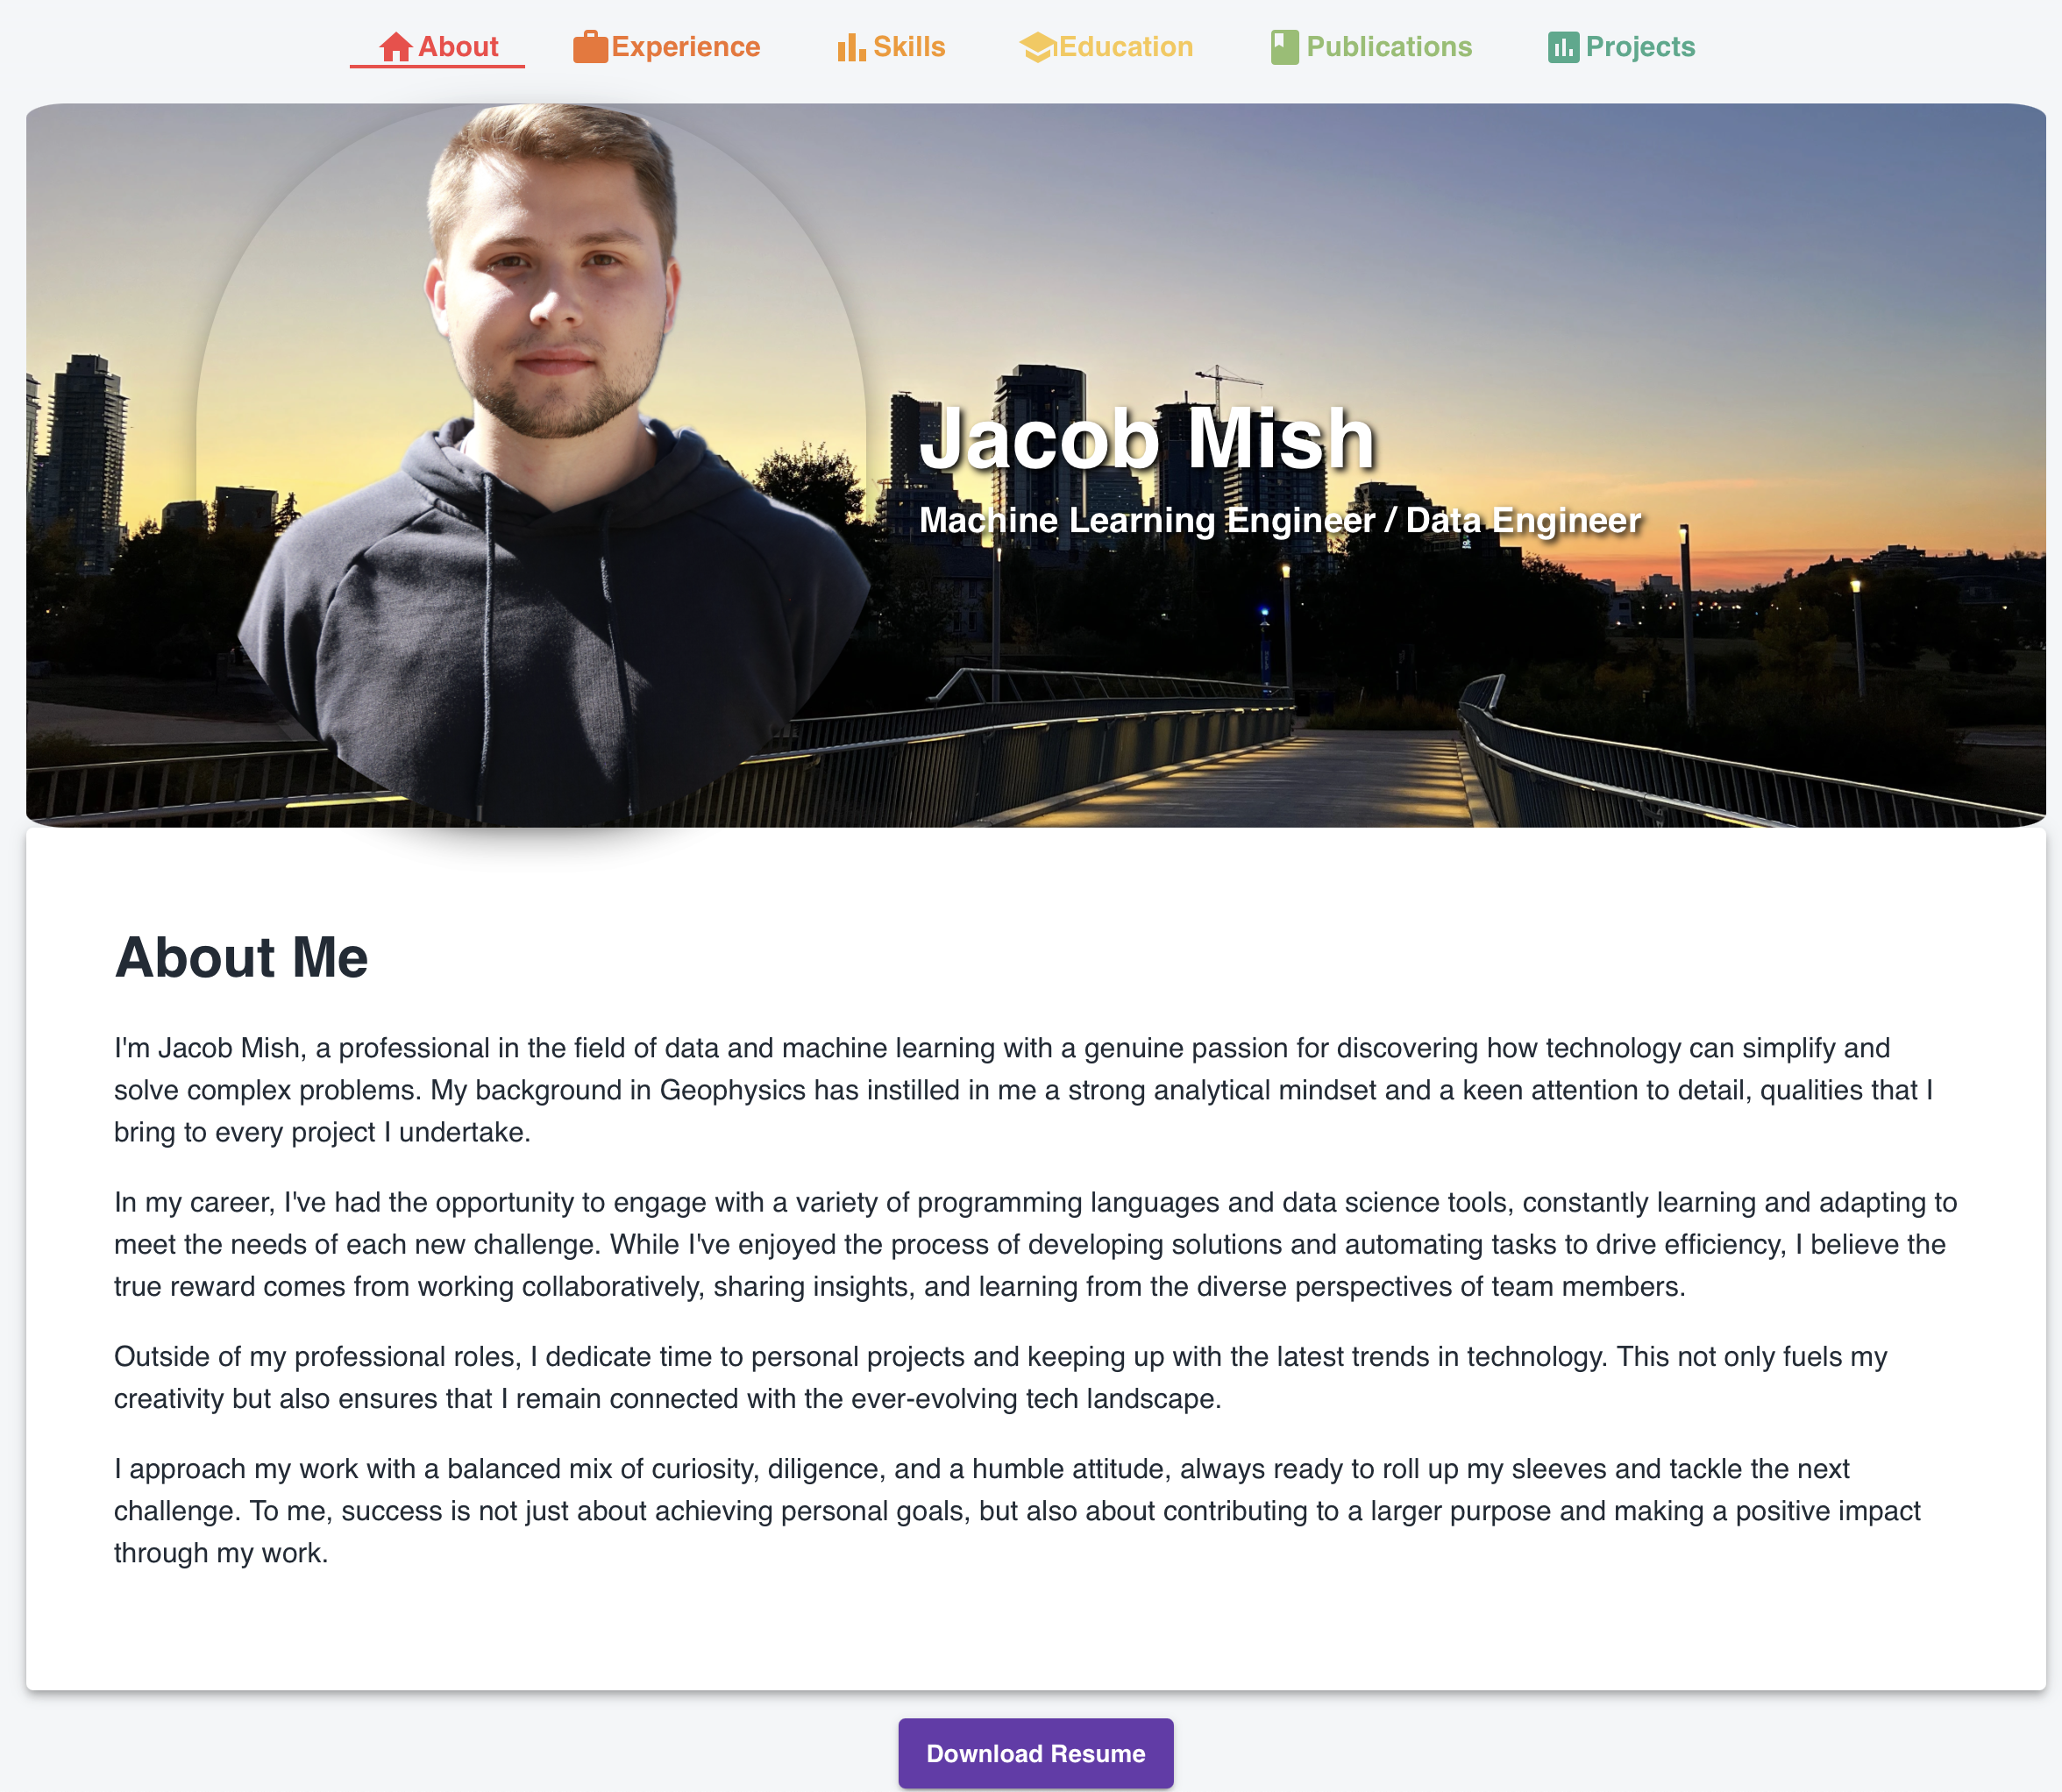 About Experience Skills Education Publications Projects
Jacob Mish
Machine Learning Engineer / Data Engineer
About Me
I'm Jacob Mish, a professional in the field of data and machine learning with a genuine passion for discovering how technology can simplify and
solve complex problems. My background in Geophysics has instilled in me a strong analytical mindset and a keen attention to detail, qualities that I
bring to every project I undertake.
In my career, I've had the opportunity to engage with a variety of programming languages and data science tools, constantly learning and adapting to
meet the needs of each new challenge. While I've enjoyed the process of developing solutions and automating tasks to drive efficiency, I believe the
true reward comes from working collaboratively, sharing insights, and learning from the diverse perspectives of team members.
Outside of my professional roles, I dedicate time to personal projects and keeping up with the latest trends in technology. This not only fuels my
creativity but also ensures that I remain connected with the ever-evolving tech landscape.
I approach my work with a balanced mix of curiosity, diligence, and a humble attitude, always ready to roll up my sleeves and tackle the next
challenge. To me, success is not just about achieving personal goals, but also about contributing to a larger purpose and making a positive impact
through my work.
Download Resume